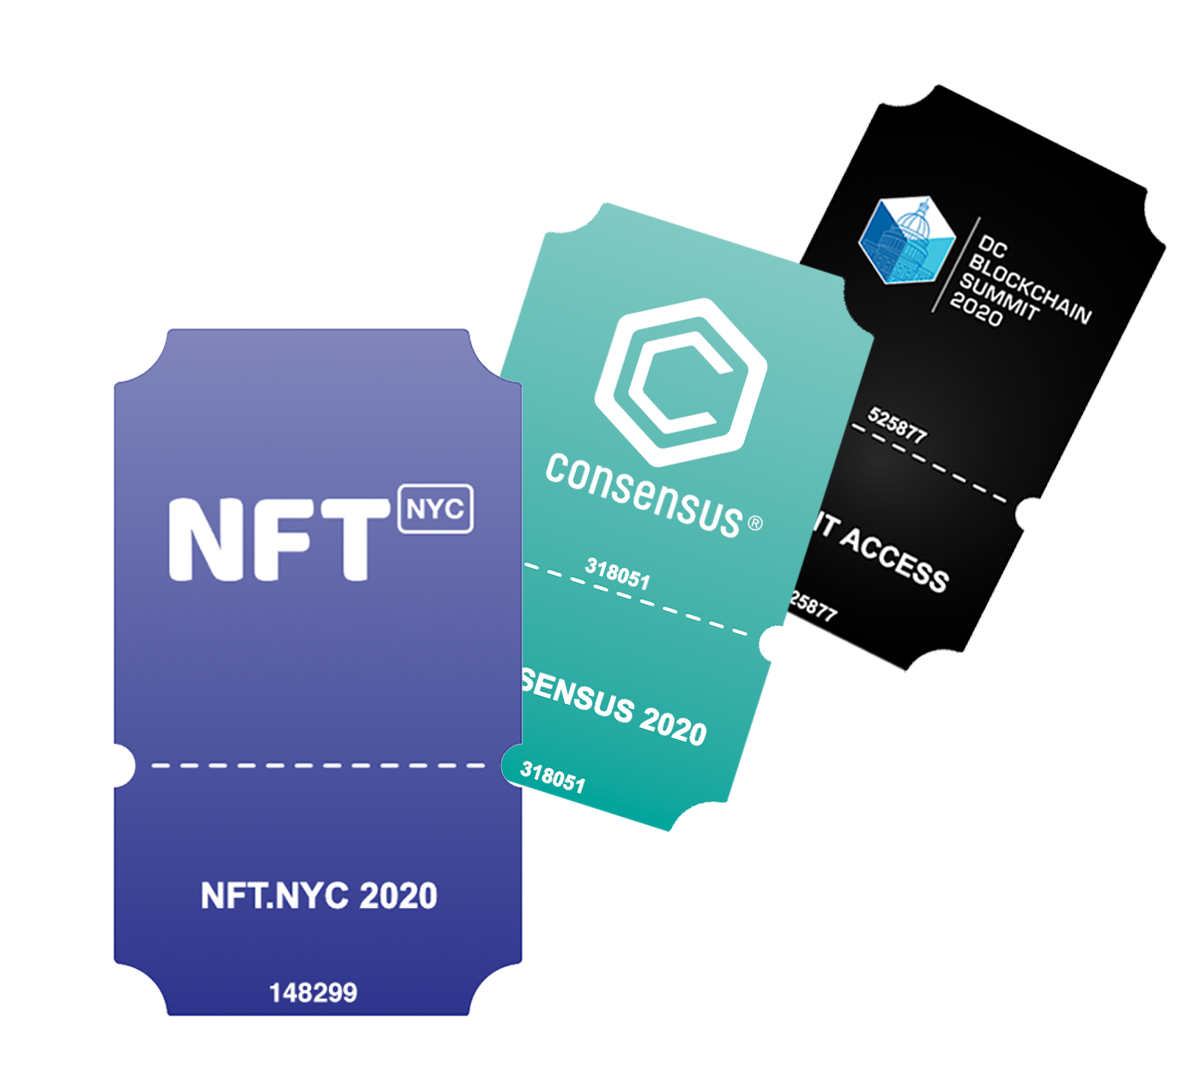 NFT NYC
NFT.NYC 2020
148299
consensus®
318051
SENSUS 2020
318051
DC
BLOCKCHAIN
SUMMIT
2020
525877
IT ACCESS
25877